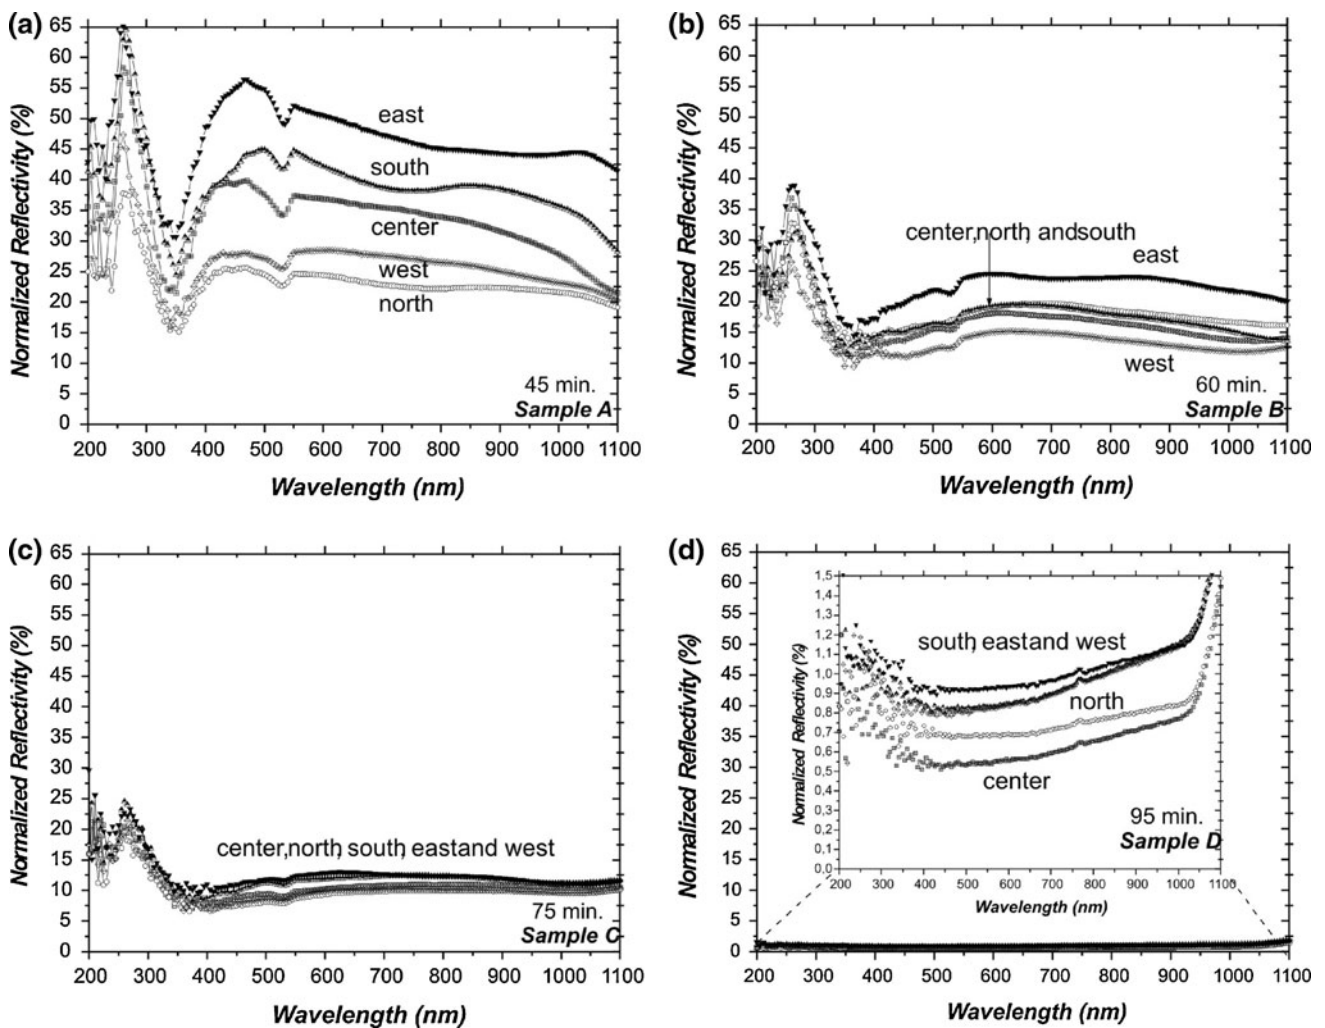 (a)
65
60
55
50
45
40
35
30
25
20
15
10
5
0
Normalized Reflectivity (%)
east
south
center
west
north
45 min.
Sample A
200 300 400 500 600 700 800 900 1000 1100
Wavelength (nm)
(b)
65
60
55
50
45
40
35
30
25
20
15
10
5
0
Normalized Reflectivity (%)
center,north, andsouth
east
west
60 min.
Sample B
200 300 400 500 600 700 800 900 1000 1100
Wavelength (nm)
(c)
65
60
55
50
45
40
35
30
25
20
15
10
5
0
Normalized Reflectivity (%)
center,north, south, eastand west
75 min.
Sample C
200 300 400 500 600 700 800 900 1000 1100
Wavelength (nm)
(d)
65
60
55
50
45
40
35
30
25
20
15
10
5
0
Normalized Reflectivity (%)
1,5
1,4
1,3
1,2
1,1
1,0
0,9
0,8
0,7
0,6
0,5
0,4
0,3
0,2
0,1
0,0
Normalized Reflectivity (%)
south, eastand west
north
center
95 min.
Sample D
200 300 400 500 600 700 800 900 1000 1100
Wavelength (nm)
200 300 400 500 600 700 800 900 1000 1100
Wavelength (nm)